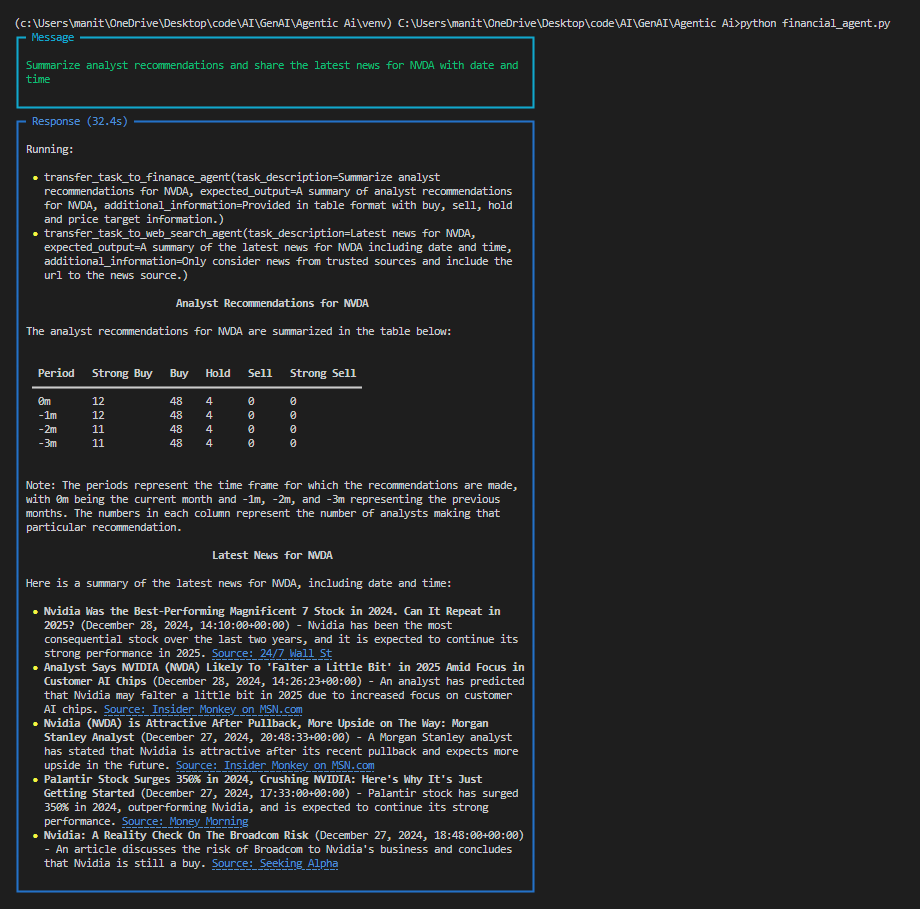 (c:\Users\manit\OneDrive\Desktop\code\AI\GenAI\Agentic Ai\venv) C:\Users\manit\OneDrive\Desktop\code\AI\GenAI\Agentic Ai>python financial_agent.py
Message
Summarize analyst recommendations and share the latest news for NVDA with date and
time
Response (32.4s)
Running:
• transfer_task_to_finanace_agent(task_description=Summarize analyst
recommendations for NVDA, expected_output=A summary of analyst recommendations
for NVDA, additional_information=Provided in table format with buy, sell, hold
and price target information.)
• transfer_task_to_web_search_agent(task_description=Latest news for NVDA,
expected_output=A summary of the latest news for NVDA including date and time,
additional_information=Only consider news from trusted sources and include the
url to the news source.)
Analyst Recommendations for NVDA
The analyst recommendations for NVDA are summarized in the table below:
Period Strong Buy Buy Hold Sell Strong Sell
0m 12 48 4 0 0
-1m 12 48 4 0 0
-2m 11 48 4 0 0
-3m 11 48 4 0 0
Note: The periods represent the time frame for which the recommendations are made,
with 0m being the current month and -1m, -2m, and -3m representing the previous
months. The numbers in each column represent the number of analysts making that
particular recommendation.
Latest News for NVDA
Here is a summary of the latest news for NVDA, including date and time:
• Nvidia Was the Best-Performing Magnificent 7 Stock in 2024. Can It Repeat in
2025? (December 28, 2024, 14:10:00+00:00) - Nvidia has been the most
consequential stock over the last two years, and it is expected to continue its
strong performance in 2025. Source: 24/7 Wall St
• Analyst Says NVIDIA (NVDA) Likely To 'Falter a Little Bit' in 2025 Amid Focus in
Customer AI Chips (December 28, 2024, 14:26:23+00:00) - An analyst has predicted
that Nvidia may falter a little bit in 2025 due to increased focus on customer
AI chips. Source: Insider Monkey on MSN.com
• Nvidia (NVDA) is Attractive After Pullback, More Upside on The Way: Morgan
Stanley Analyst (December 27, 2024, 20:48:33+00:00) - A Morgan Stanley analyst
has stated that Nvidia is attractive after its recent pullback and expects more
upside in the future. Source: Insider Monkey on MSN.com
• Palantir Stock Surges 350% in 2024, Crushing NVIDIA: Here's Why It's Just
Getting Started (December 27, 2024, 17:33:00+00:00) - Palantir stock has surged
350% in 2024, outperforming Nvidia, and is expected to continue its strong
performance. Source: Money Morning
• Nvidia: A Reality Check On The Broadcom Risk (December 27, 2024, 18:48:00+00:00)
- An article discusses the risk of Broadcom to Nvidia's business and concludes
that Nvidia is still a buy. Source: Seeking Alpha